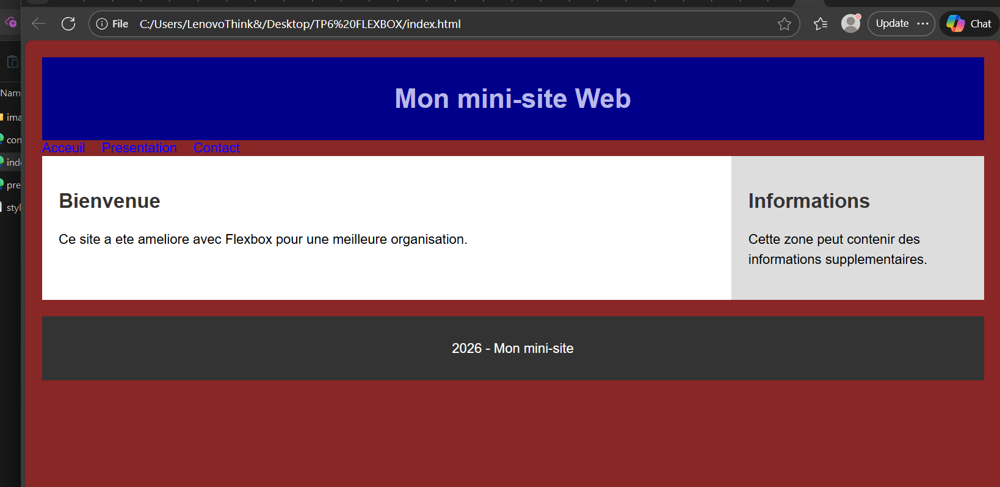 File C:/Users/LenovoThink&/Desktop/TP6%20FLEXBOX/index.html
Update
Chat
Nam
ima
con
ind
pre
styl
Mon mini-site Web
Acceuil Presentation Contact
Bienvenue
Ce site a ete ameliore avec Flexbox pour une meilleure organisation.
Informations
Cette zone peut contenir des
informations supplementaires.
2026 - Mon mini-site